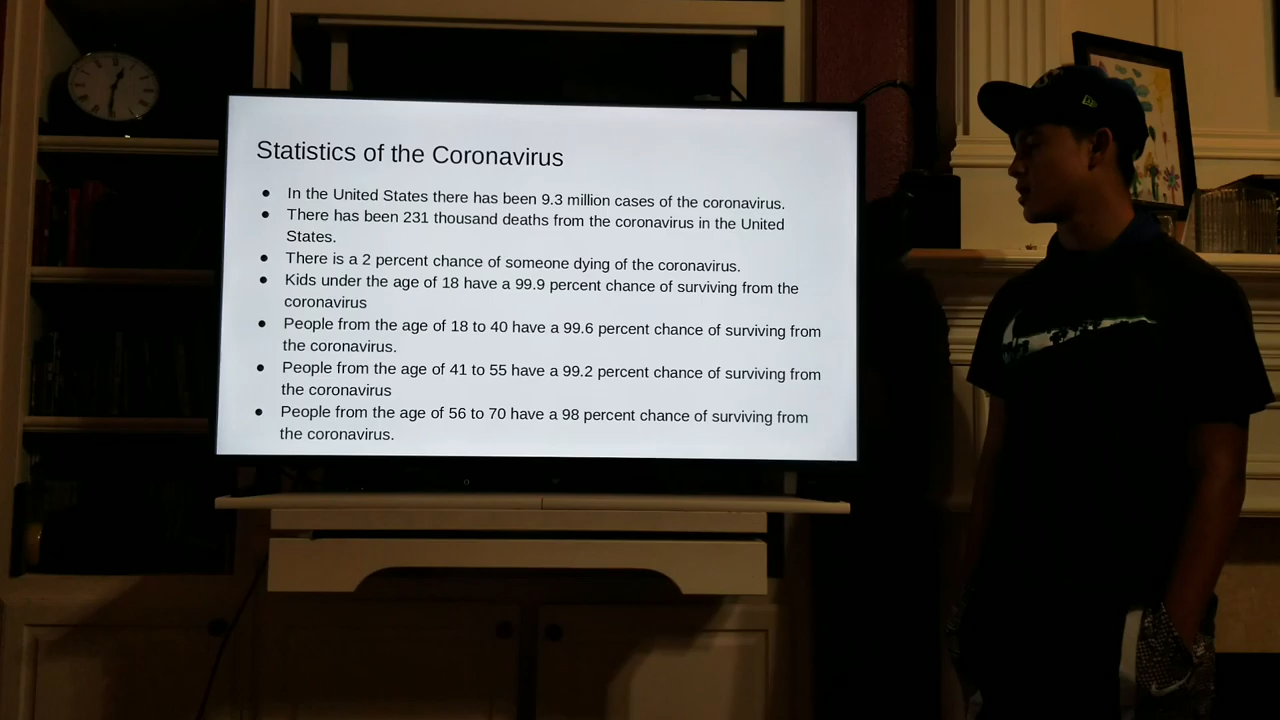 Statistics of the Coronavirus
● In the United States there has been 9.3 million cases of the coronavirus.
● There has been 231 thousand deaths from the coronavirus in the United
States.
● There is a 2 percent chance of someone dying of the coronavirus.
● Kids under the age of 18 have a 99.9 percent chance of surviving from the
coronavirus
● People from the age of 18 to 40 have a 99.6 percent chance of surviving from
the coronavirus.
● People from the age of 41 to 55 have a 99.2 percent chance of surviving from
the coronavirus
● People from the age of 56 to 70 have a 98 percent chance of surviving from
the coronavirus.